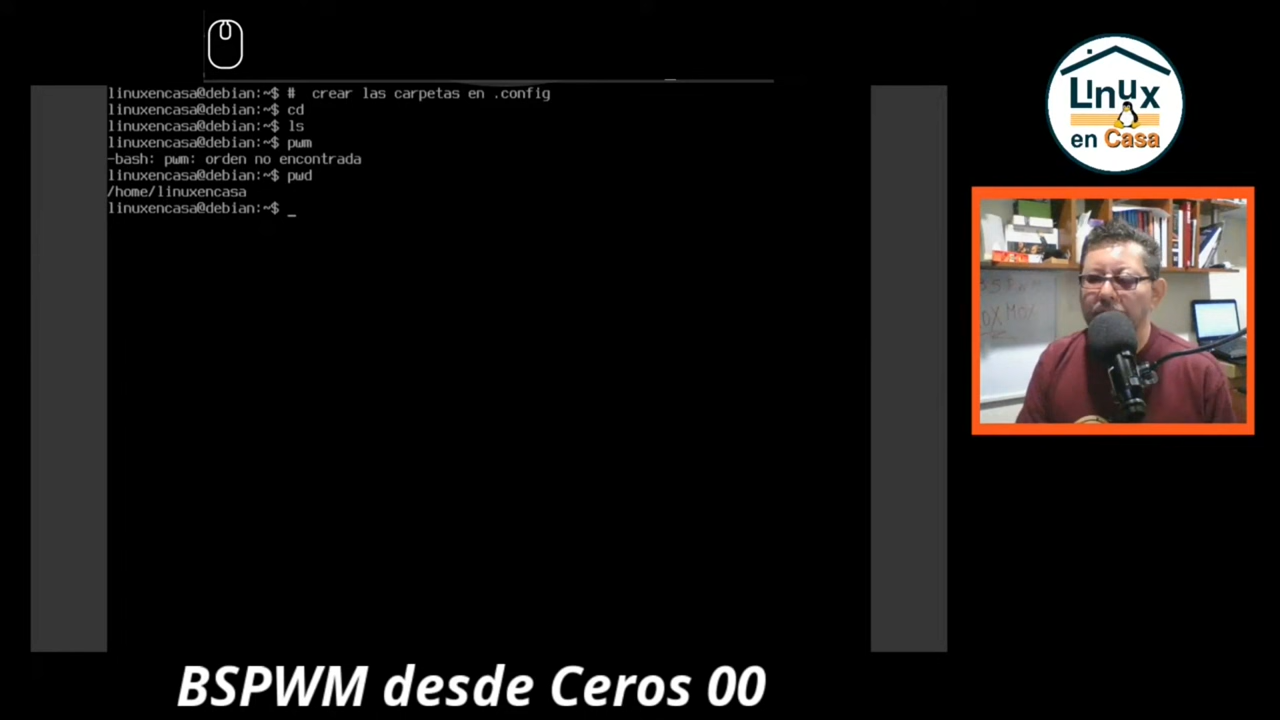 linuxencasa@debian:~$ #  crear las carpetas en .config
linuxencasa@debian:~$ cd
linuxencasa@debian:~$ ls
linuxencasa@debian:~$ pwm
-bash: pwm: orden no encontrada
linuxencasa@debian:~$ pwd
/home/linuxencasa
linuxencasa@debian:~$ _
Linux
en Casa
BSPWM desde Ceros 00